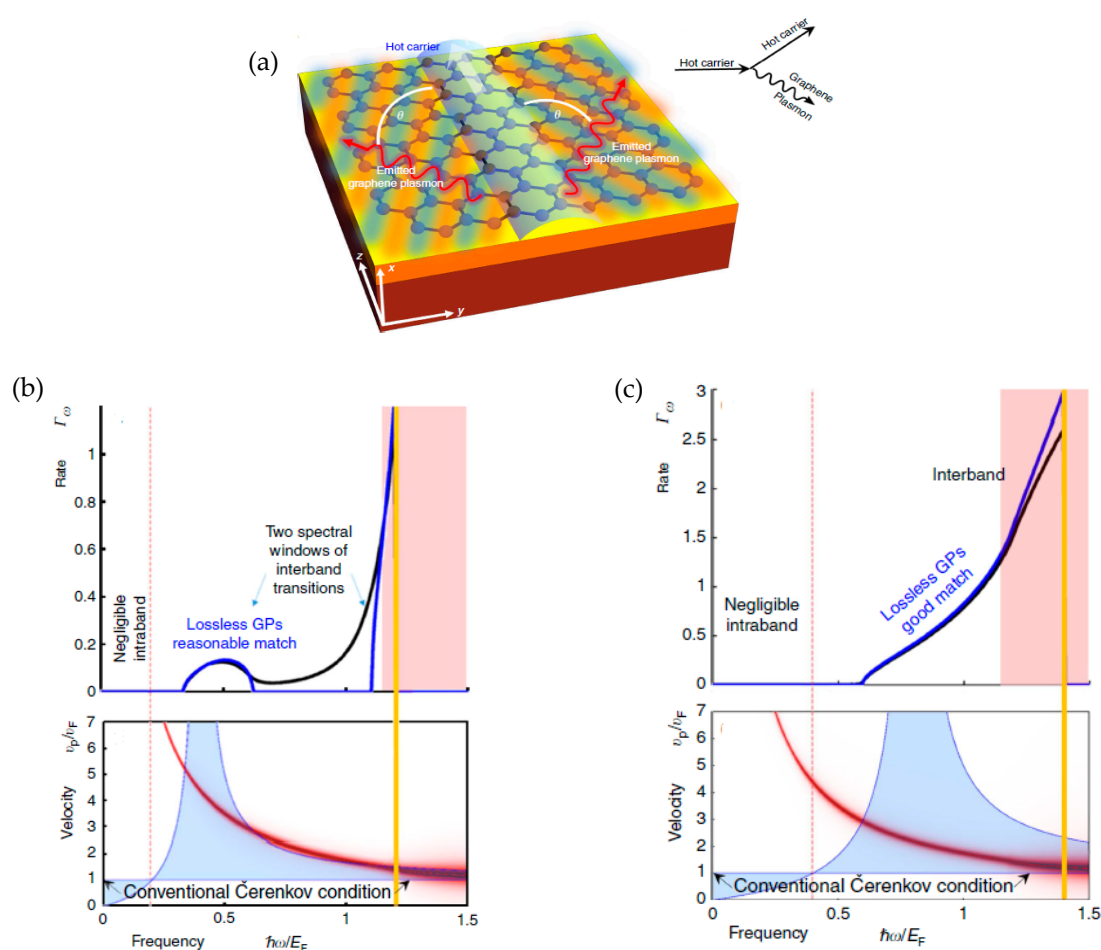 (a)
Hot carrier
Hot carrier
Hot carrier
Graphene
Plasmon
θ
θ
Emitted
graphene plasmon
Emitted
graphene plasmon
z
x
y
(b)
Rate Γω
1
0.8
0.6
0.4
0.2
0
Negligible
intraband
Two spectral
windows of
interband
transitions
Lossless GPs
reasonable match
Velocity vp/vF
7
6
5
4
3
2
1
0
Conventional Čerenkov condition
0 0.5 1 1.5
Frequency ħω/EF
(c)
Rate Γω
3
2.5
2
1.5
1
0.5
0
Interband
Negligible
intraband
Lossless GPs
good match
Velocity vp/vF
7
6
5
4
3
2
1
0
Conventional Čerenkov condition
0 0.5 1 1.5
Frequency ħω/EF